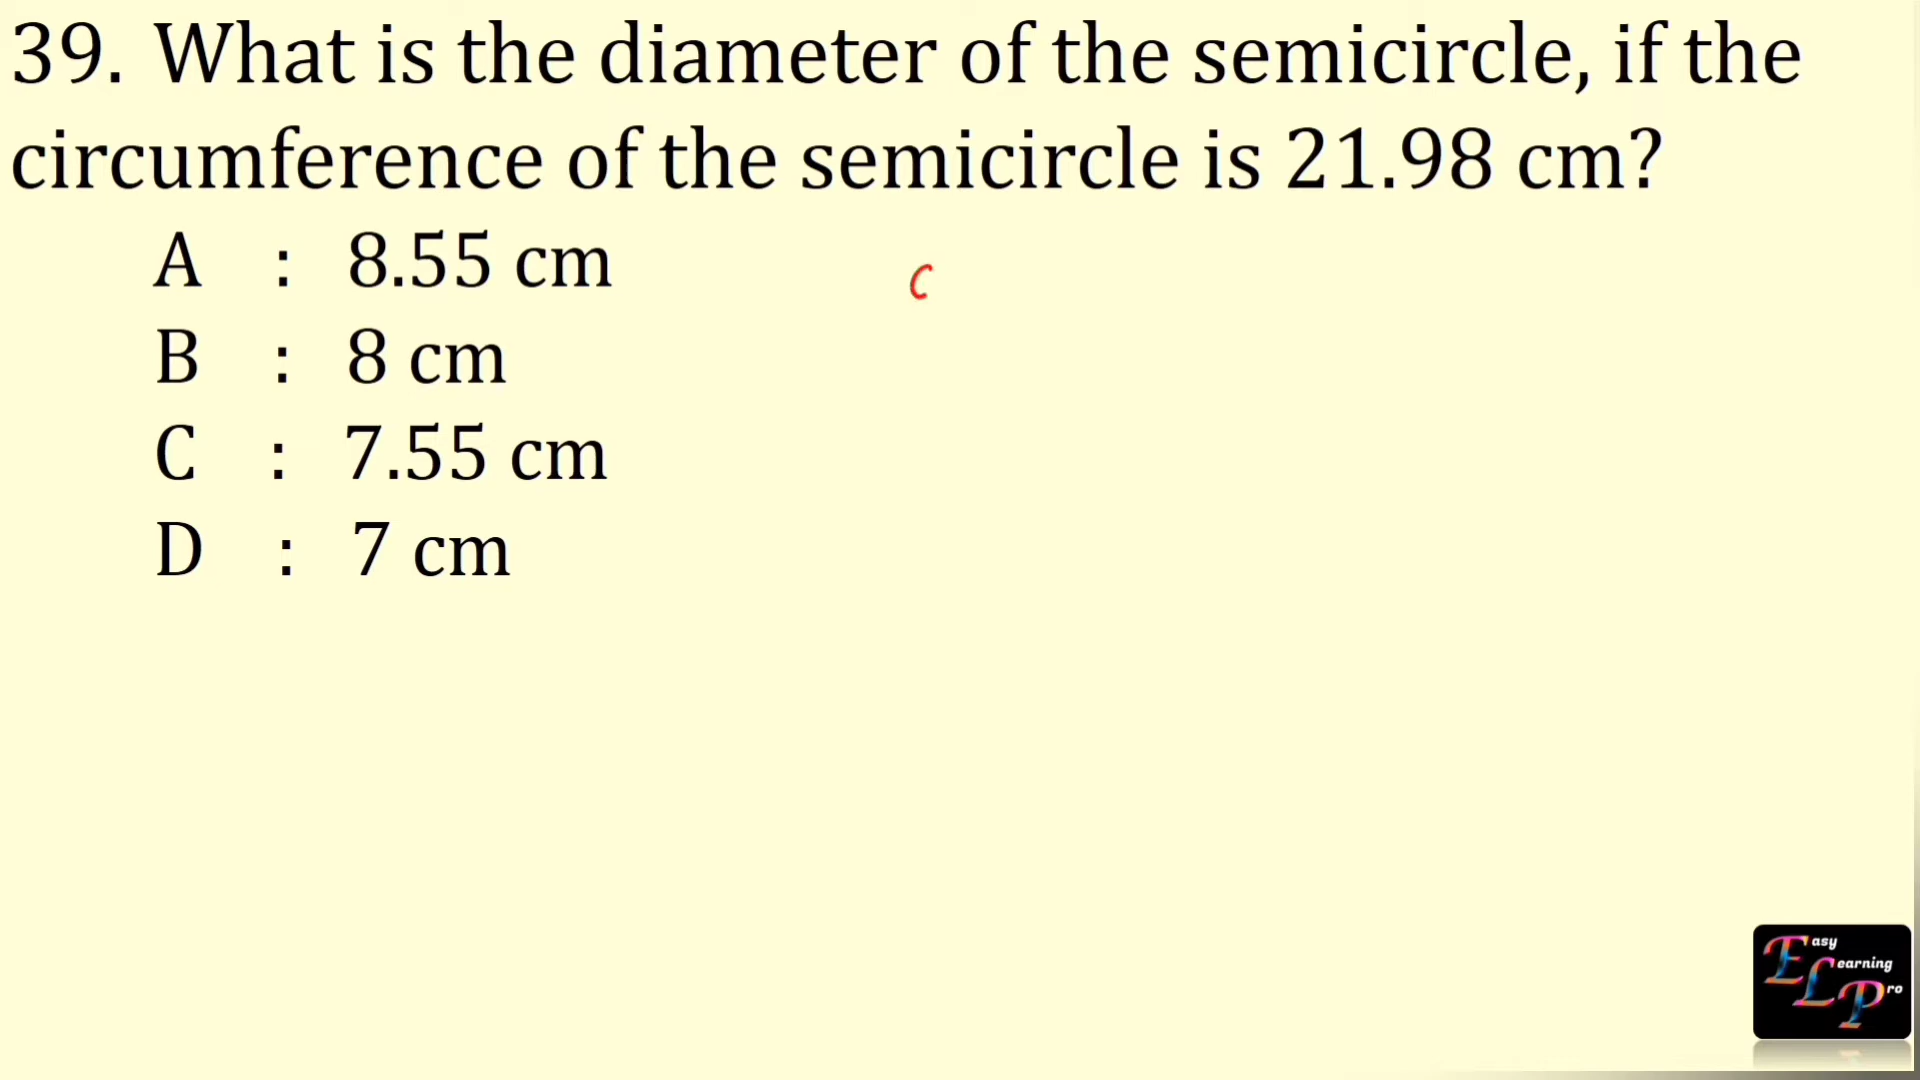 39. What is the diameter of the semicircle, if the
circumference of the semicircle is 21.98 cm?
A : 8.55 cm
C
B : 8 cm
C : 7.55 cm
D : 7 cm
Easy
Learning
Pro